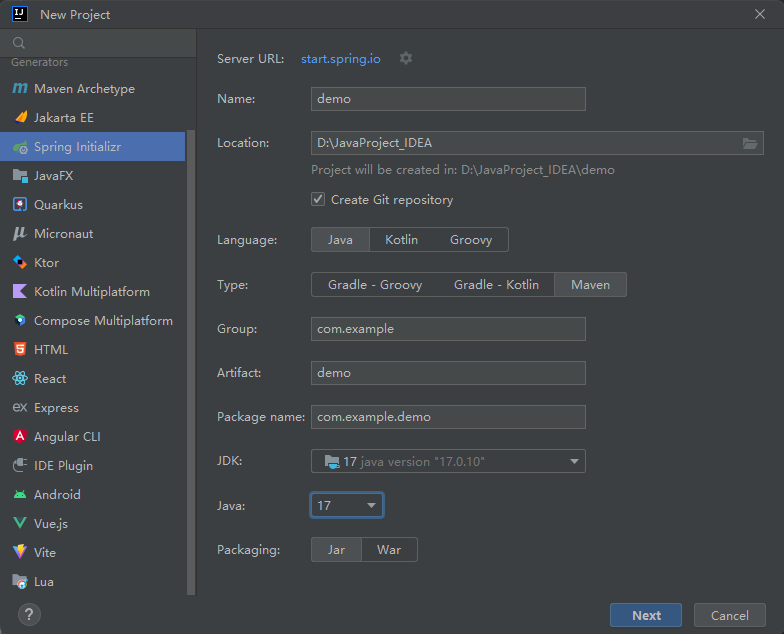 New Project
Generators
Maven Archetype
Jakarta EE
Spring Initializr
JavaFX
Quarkus
Micronaut
Ktor
Kotlin Multiplatform
Compose Multiplatform
HTML
React
Express
Angular CLI
IDE Plugin
Android
Vue.js
Vite
Lua
Server URL: start.spring.io
Name: demo
Location: D:\JavaProject_IDEA
Project will be created in: D:\JavaProject_IDEA\demo
Create Git repository
Language: Java Kotlin Groovy
Type: Gradle - Groovy Gradle - Kotlin Maven
Group: com.example
Artifact: demo
Package name: com.example.demo
JDK: 17 java version "17.0.10"
Java: 17
Packaging: Jar War
? Next Cancel